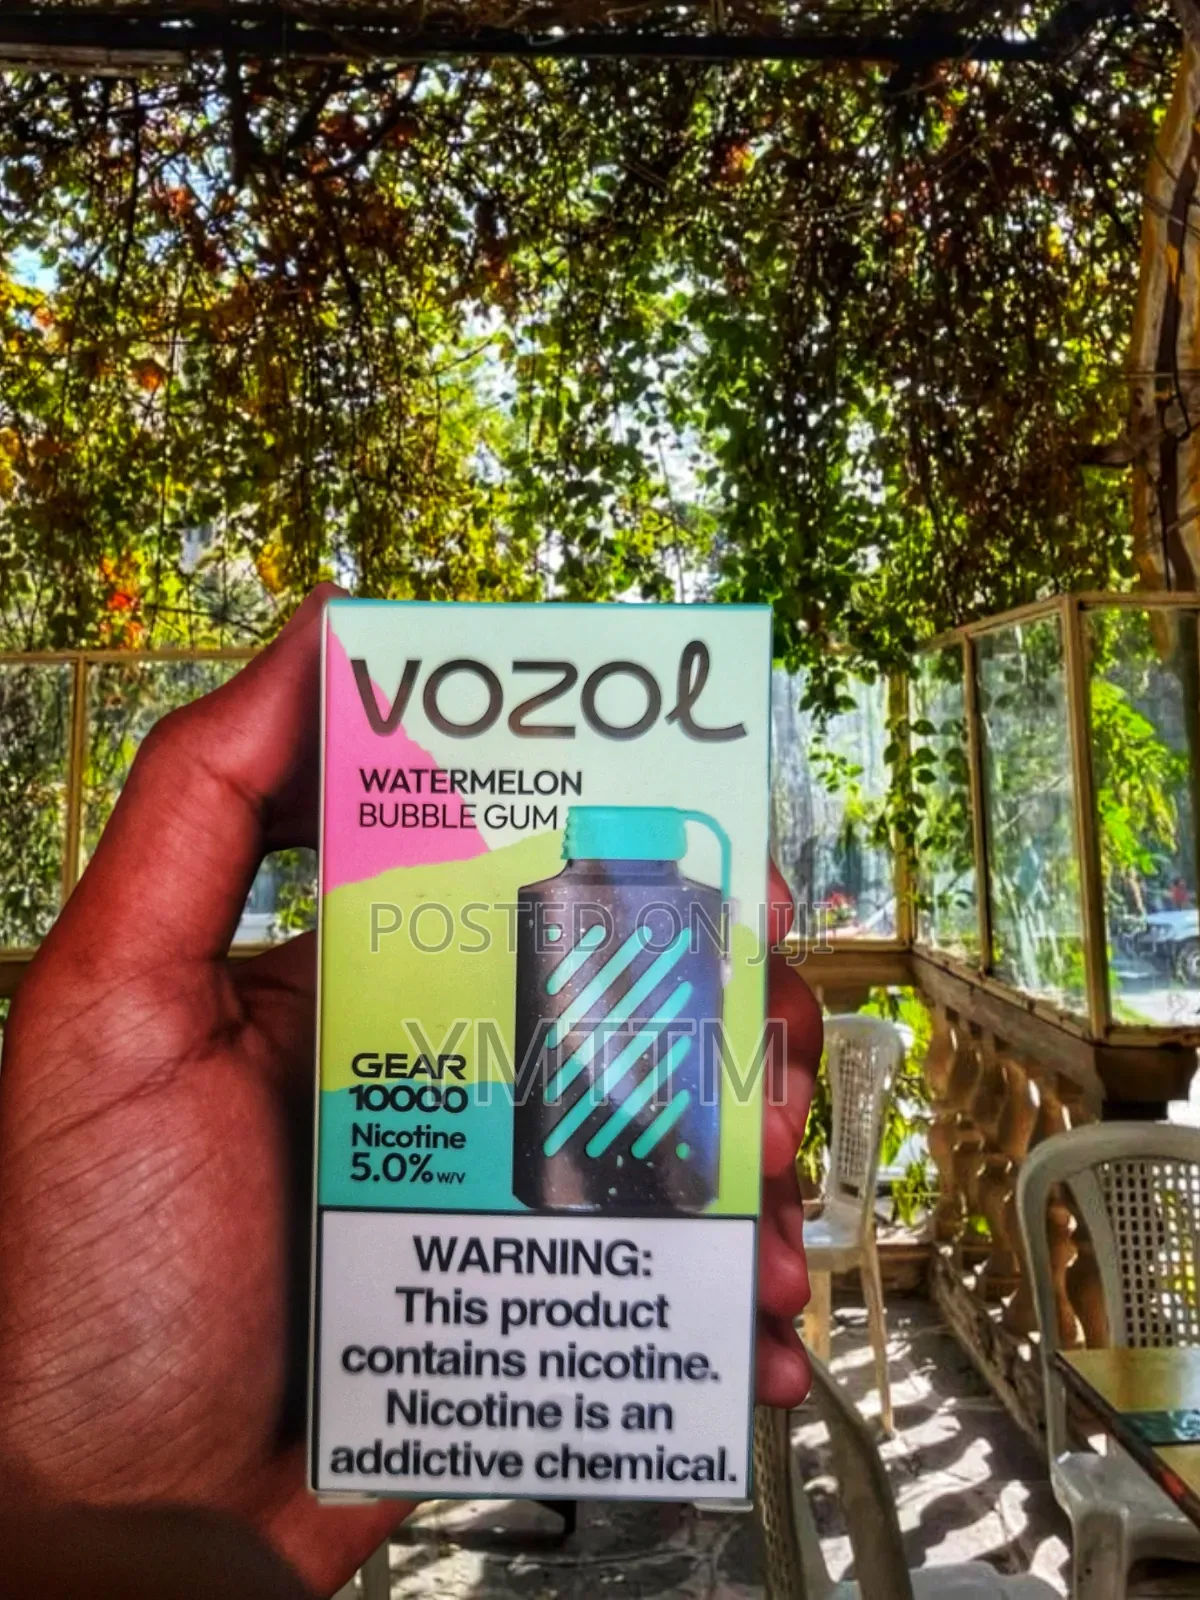 VOZOL
WATERMELON
BUBBLE GUM
POSTED ON JIJI
YMTTM
GEAR
10000
Nicotine
5.0% W/V
WARNING:
This product
contains nicotine.
Nicotine is an
addictive chemical.